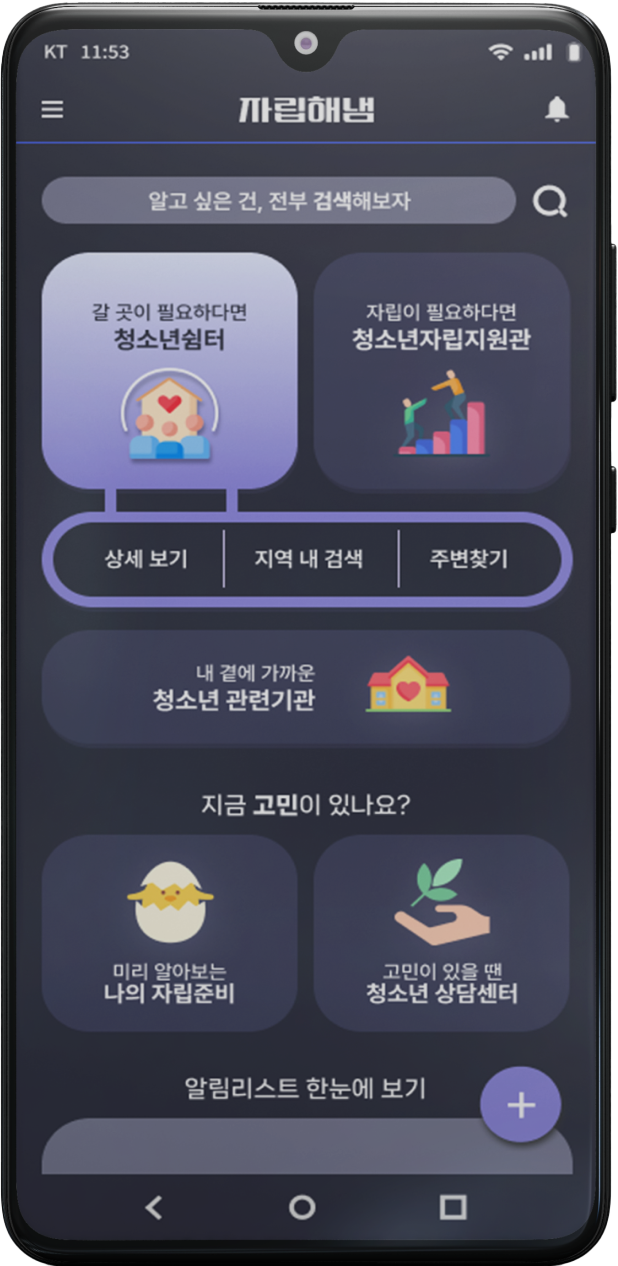 KT 11:53
자립해냄
알고 싶은 건, 전부 검색해보자
갈 곳이 필요하다면
청소년쉼터
자립이 필요하다면
청소년자립지원관
상세 보기
지역 내 검색
주변찾기
내 곁에 가까운
청소년 관련기관
지금 고민이 있나요?
미리 알아보는
나의 자립준비
고민이 있을 땐
청소년 상담센터
알림리스트 한눈에 보기